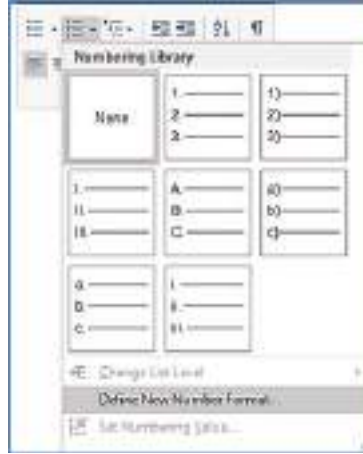 Numbering Library
None
1.
2.
3.
1)
2)
3)
I.
II.
III.
A.
B.
C.
a)
b)
c)
a.
b.
c.
i.
ii.
iii.
Change List Level
Define New Number Format...
Set Numbering Value...